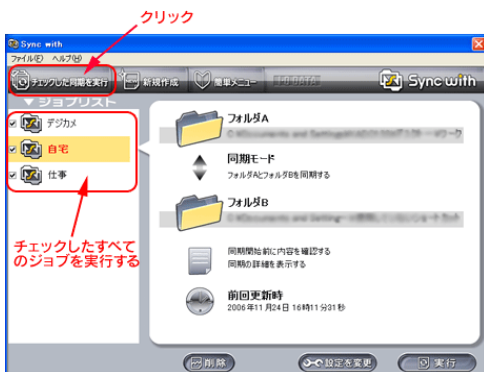 クリック
Sync with
ファイル(F) ヘルプ(H)
チェックした同期を実行 新規作成 簡単メニュー I-O DATA Sync with
▼ジョブリスト
デジカメ
自宅
仕事
チェックしたすべて
のジョブを実行する
フォルダA
同期モード
フォルダAとフォルダBを同期する
フォルダB
同期開始前に内容を確認する
同期の詳細を表示する
前回更新時
2006年11月24日 16時11分31秒
削除 設定を変更 実行